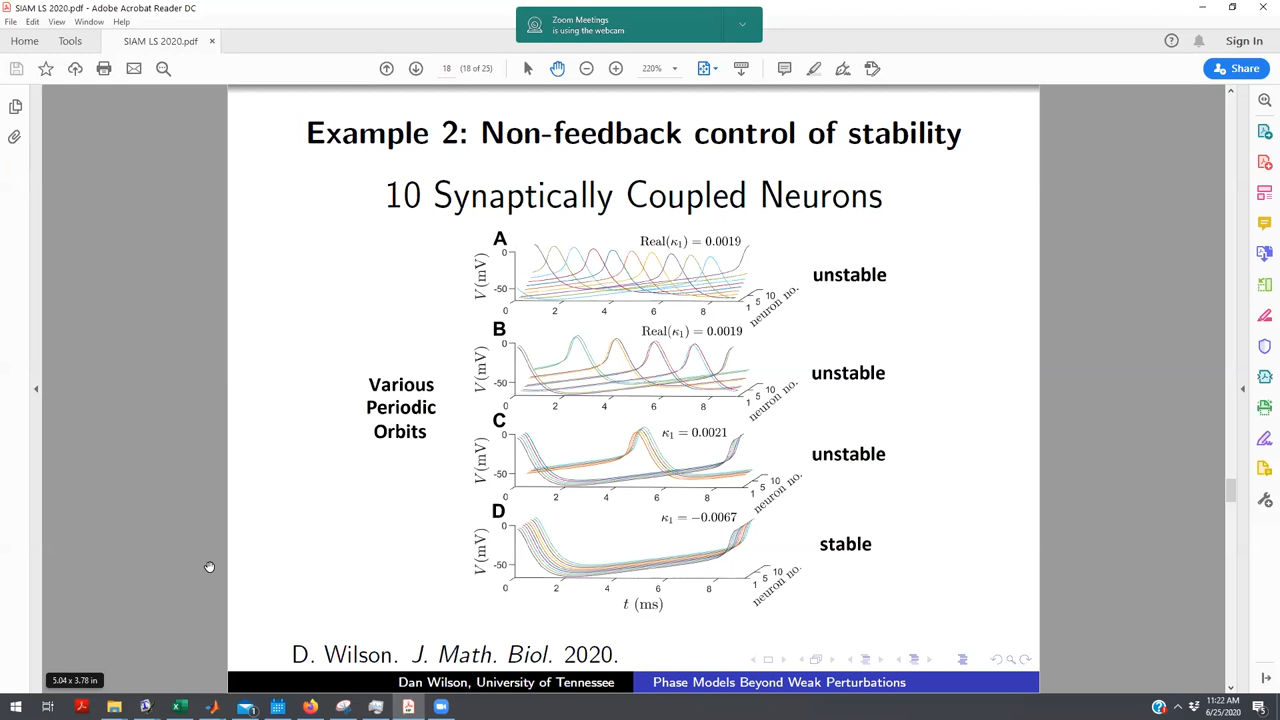 SIAM LS 2020.pdf - Adobe Acrobat Reader DC
File Edit View Window Help
Zoom Meetings
is using the webcam
Home Tools SIAM LS 2020.pdf × Sign In
18 (18 of 25) 220% Share
Example 2: Non-feedback control of stability
10 Synaptically Coupled Neurons
A Real(κ₁) = 0.0019
0
-50
V(mV)
0 2 4 6 8
1 5 10
neuron no.
unstable
B Real(κ₁) = 0.0019
0
-50
V(mV)
0 2 4 6 8
1 5 10
neuron no.
unstable
Various
Periodic
Orbits
C κ₁ = 0.0021
0
-50
V(mV)
0 2 4 6 8
1 5 10
neuron no.
unstable
D κ₁ = −0.0067
0
-50
V(mV)
0 2 4 6 8
1 5 10
neuron no.
t (ms)
stable
D. Wilson. J. Math. Biol. 2020.
Dan Wilson, University of Tennessee Phase Models Beyond Weak Perturbations
5.04 x 3.78 in
11:22 AM
6/25/2020